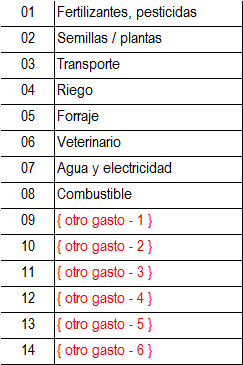 01 Fertilizantes, pesticidas
02 Semillas / plantas
03 Transporte
04 Riego
05 Forraje
06 Veterinario
07 Agua y electricidad
08 Combustible
09 { otro gasto - 1 }
10 { otro gasto - 2 }
11 { otro gasto - 3 }
12 { otro gasto - 4 }
13 { otro gasto - 5 }
14 { otro gasto - 6 }